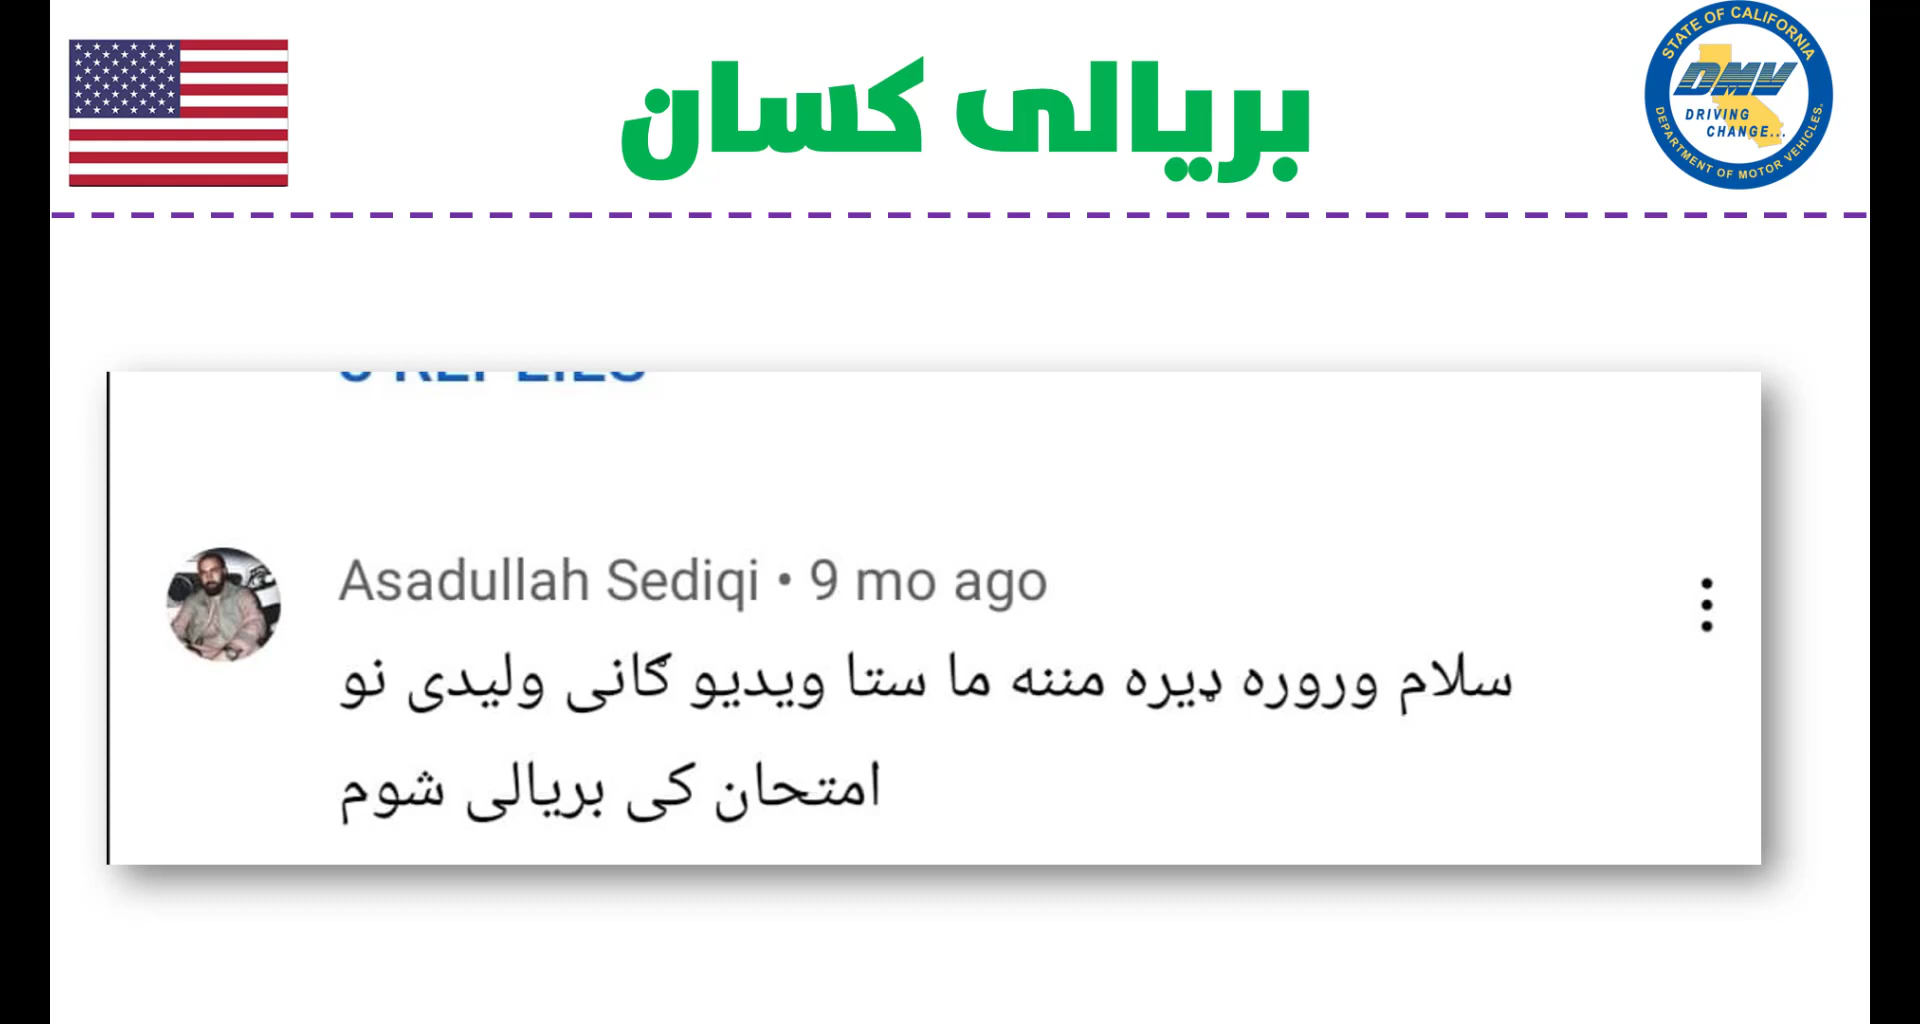 بریالی کسان
STATE OF CALIFORNIA
DMV
DRIVING
CHANGE...
DEPARTMENT OF MOTOR VEHICLES
Asadullah Sediqi • 9 mo ago
سلام وروره ډیره مننه ما ستا ویدیو ګانی ولیدی نو
امتحان کی بریالی شوم